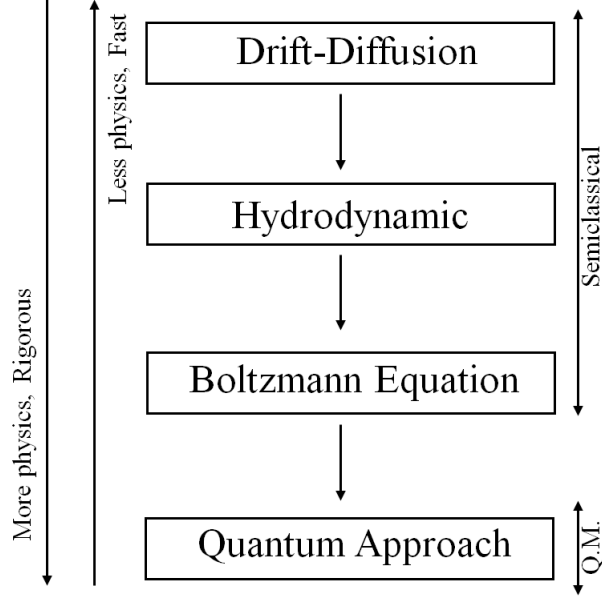 Drift-Diffusion
Hydrodynamic
Boltzmann Equation
Quantum Approach
More physics, Rigorous
Less physics, Fast
Semiclassical
Q.M.